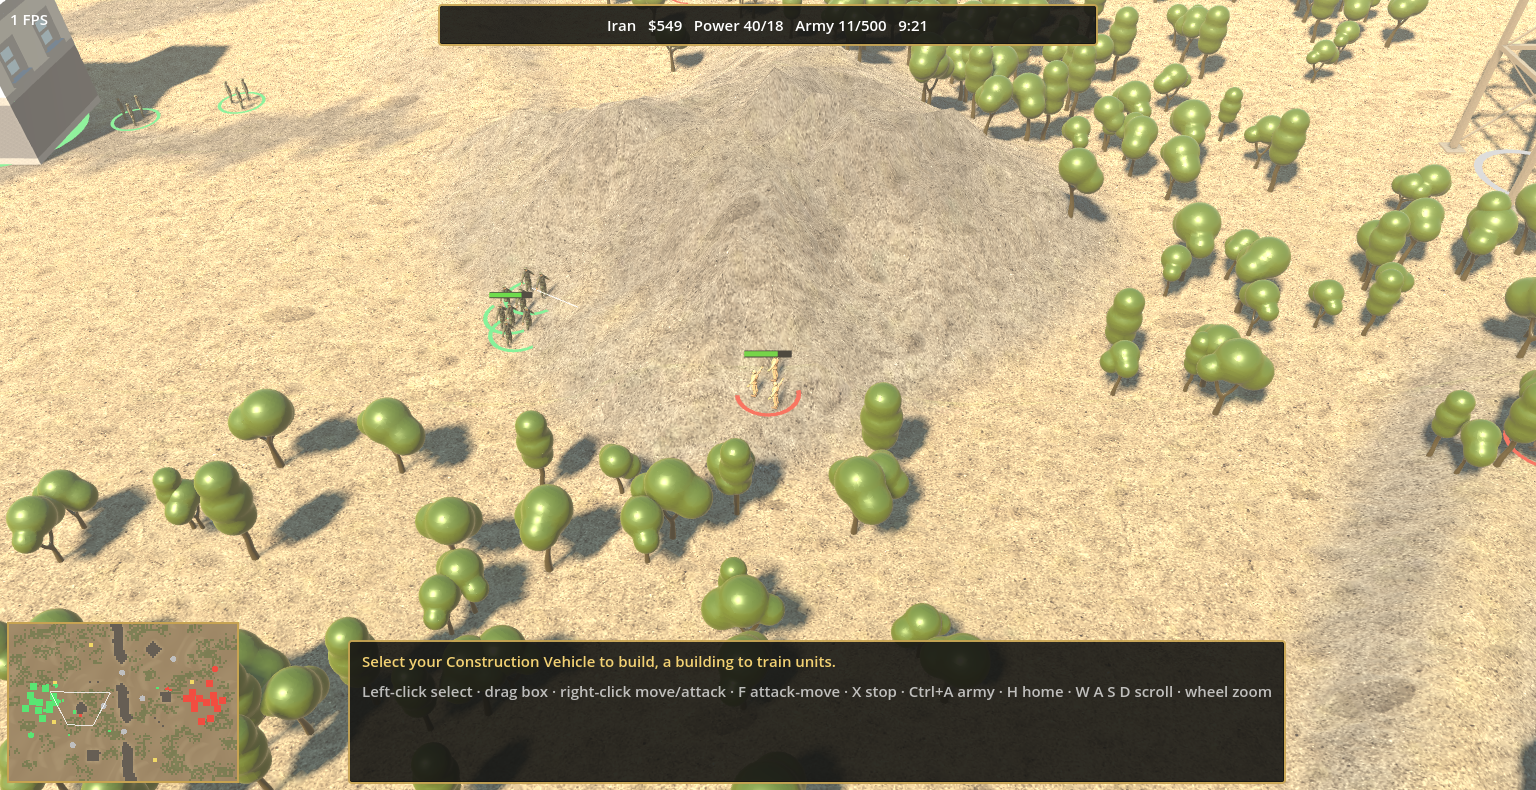 1 FPS
Iran $549 Power 40/18 Army 11/500 9:21
Select your Construction Vehicle to build, a building to train units.
Left-click select · drag box · right-click move/attack · F attack-move · X stop · Ctrl+A army · H home · W A S D scroll · wheel zoom